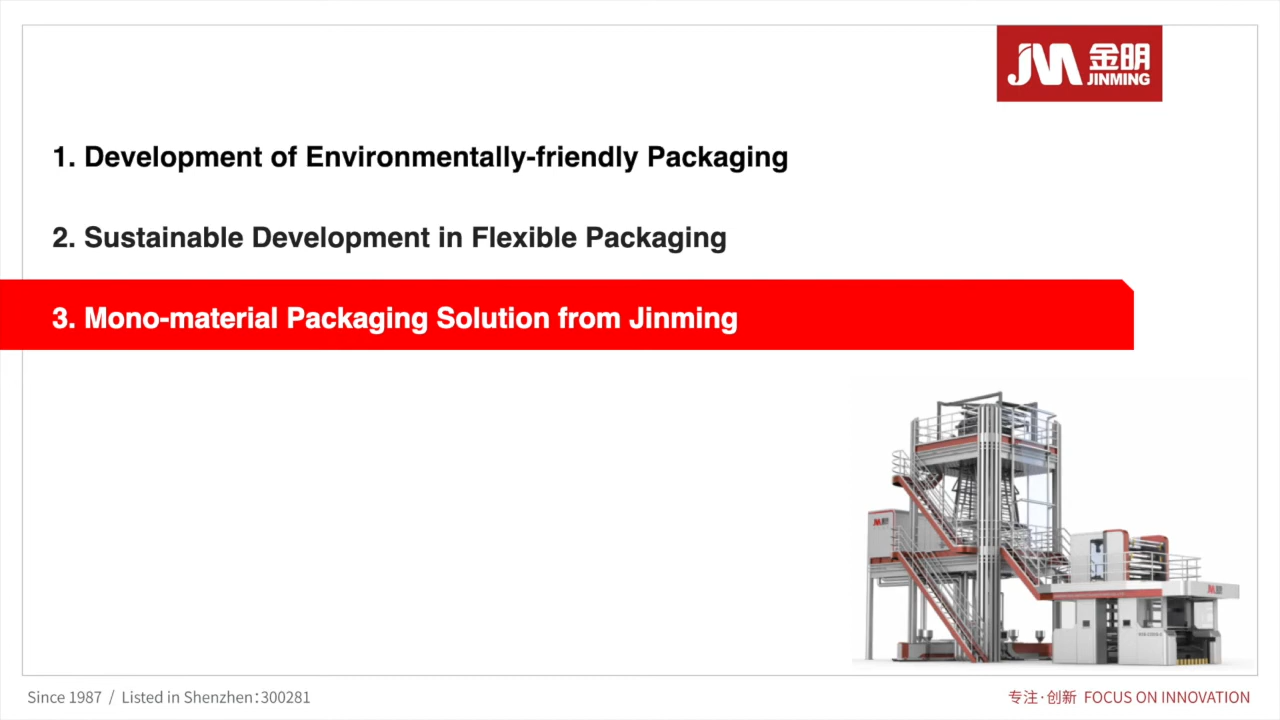 JM 金明
JINMING
1. Development of Environmentally-friendly Packaging
2. Sustainable Development in Flexible Packaging
3. Mono-material Packaging Solution from Jinming
Since 1987 / Listed in Shenzhen:300281
专注·创新 FOCUS ON INNOVATION